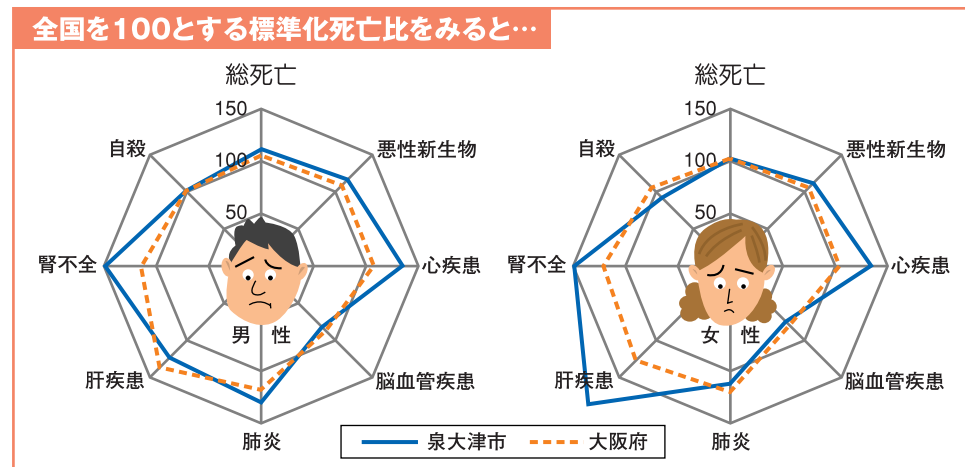 全国を100とする標準化死亡比をみると…
総死亡
150
100
50
悪性新生物
心疾患
脳血管疾患
肺炎
肝疾患
腎不全
自殺
男性
総死亡
150
100
50
悪性新生物
心疾患
脳血管疾患
肺炎
肝疾患
腎不全
自殺
女性
泉大津市
大阪府